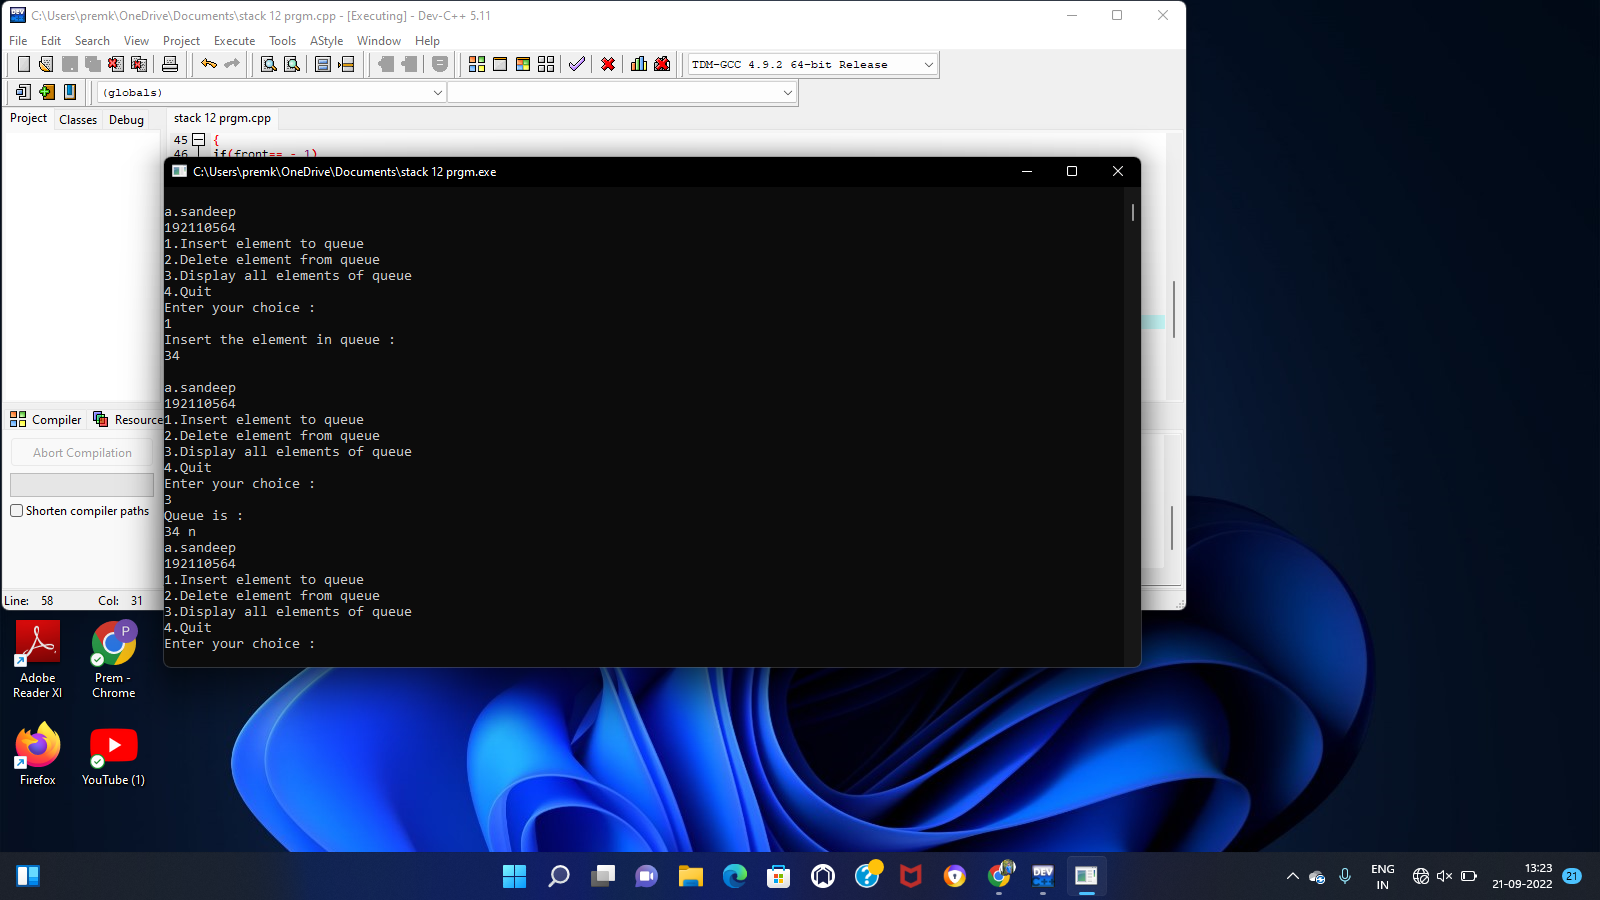 C:\Users\premk\OneDrive\Documents\stack 12 prgm.cpp - [Executing] - Dev-C++ 5.11
File Edit Search View Project Execute Tools AStyle Window Help
TDM-GCC 4.9.2 64-bit Release
(globals)
Project Classes Debug
stack 12 prgm.cpp
45 {
46 if(front== - 1)
C:\Users\premk\OneDrive\Documents\stack 12 prgm.exe
a.sandeep
192110564
1.Insert element to queue
2.Delete element from queue
3.Display all elements of queue
4.Quit
Enter your choice :
1
Insert the element in queue :
34
a.sandeep
192110564
1.Insert element to queue
2.Delete element from queue
3.Display all elements of queue
4.Quit
Enter your choice :
3
Queue is :
34 n
a.sandeep
192110564
1.Insert element to queue
2.Delete element from queue
3.Display all elements of queue
4.Quit
Enter your choice :
Compiler Resource
Abort Compilation
Shorten compiler paths
Line: 58 Col: 31
Adobe
Reader XI
P
Prem -
Chrome
Firefox
YouTube (1)
DEV
ENG
IN
13:23
21-09-2022
21